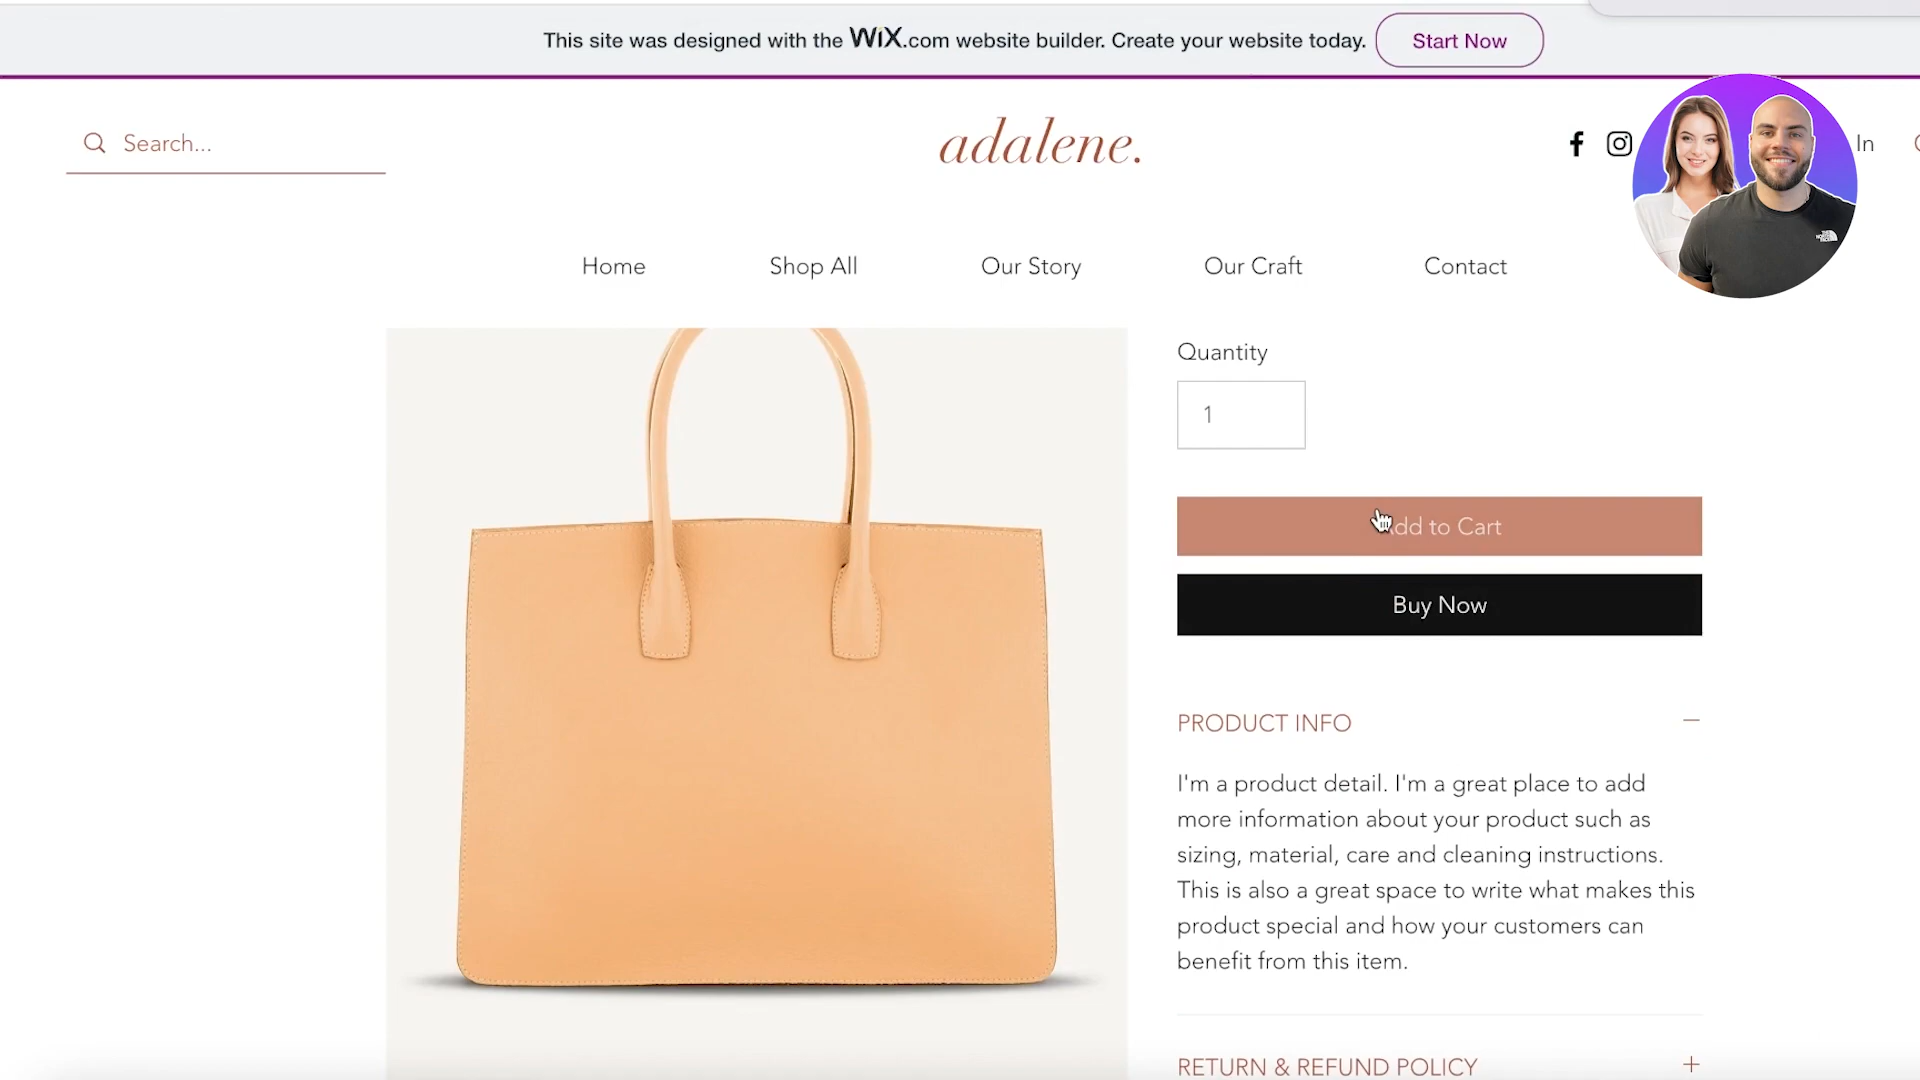 This site was designed with the WiX.com website builder. Create your website today. Start Now
Search...
adalene.
In
Home Shop All Our Story Our Craft Contact
Quantity
1
dd to Cart
Buy Now
PRODUCT INFO
I'm a product detail. I'm a great place to add
more information about your product such as
sizing, material, care and cleaning instructions.
This is also a great space to write what makes this
product special and how your customers can
benefit from this item.
RETURN & REFUND POLICY